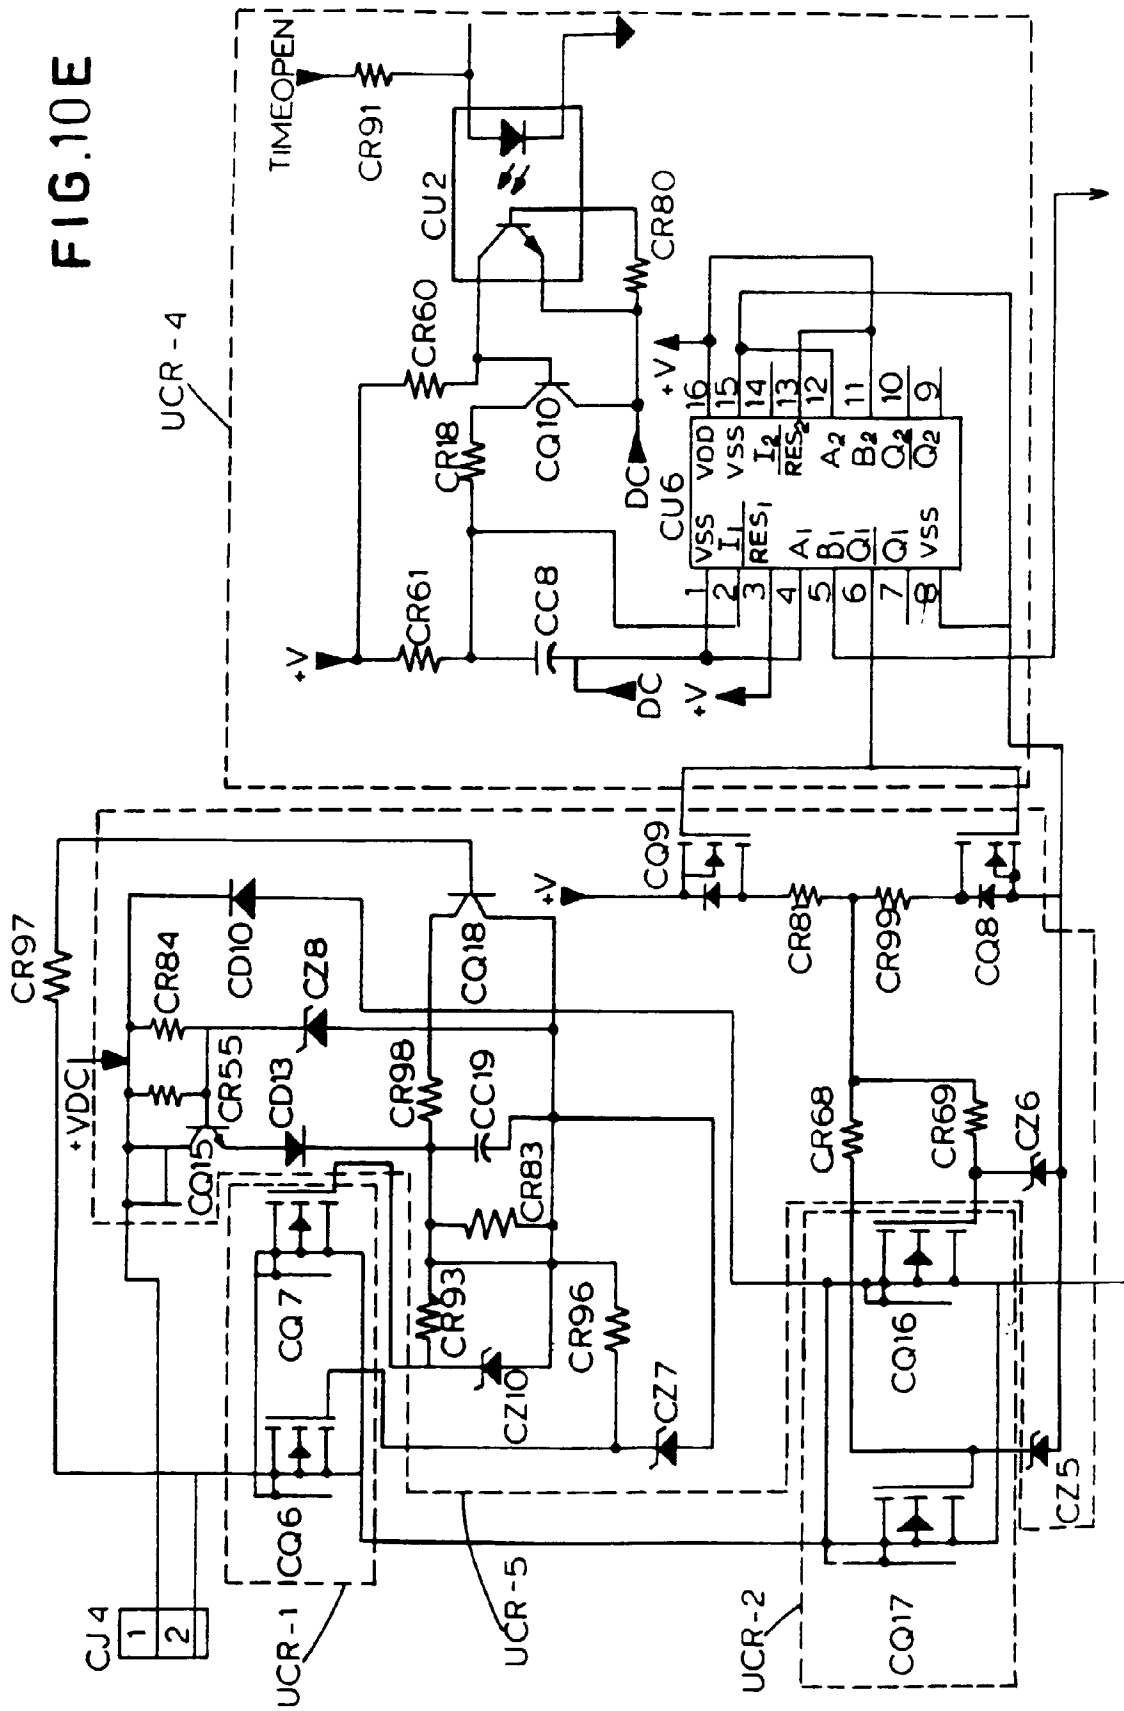 FIG.10E
UCR-4
TIMEOPEN
CR91
CU2
CR80
CR60
CR18
CQ10
DC
+V
CR61
CC8
DC
+V
+V
CU6
1 VSS
2 I1
3 RES1
4 A1
5 B1
6 Q1
7 Q1
8 VSS
VDD 16
VSS 15
I2 14
RES2 13
A2 12
B2 11
Q2 10
Q2 9
CR97
+VDC
CR84
CD10
CZ8
CR55
CD13
CQ15
CR98
CC19
CQ18
CR83
CR93
CZ10
CR96
CZ7
CQ7
CQ6
CJ4
1
2
UCR-1
UCR-5
UCR-2
+V
CQ9
CR81
CR99
CQ8
CR68
CR69
CZ6
CQ16
CQ17
CZ5